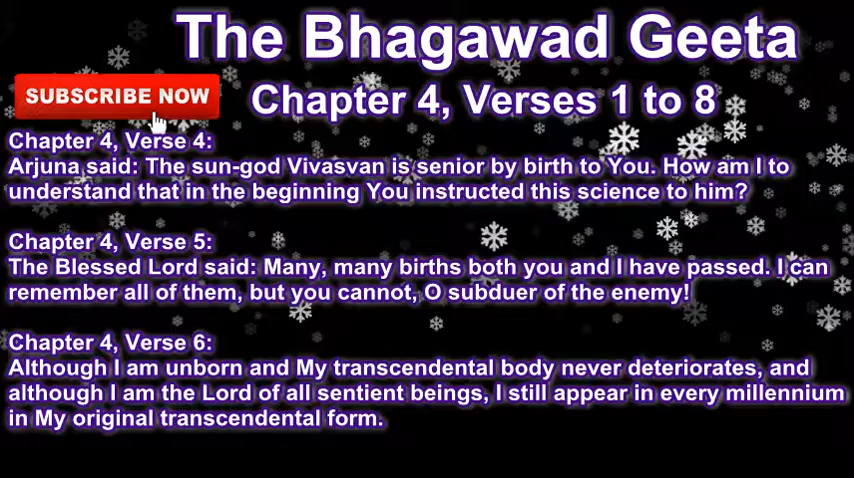 The Bhagawad Geeta
SUBSCRIBE NOW
Chapter 4, Verses 1 to 8
Chapter 4, Verse 4:
Arjuna said: The sun-god Vivasvan is senior by birth to You. How am I to
understand that in the beginning You instructed this science to him?
Chapter 4, Verse 5:
The Blessed Lord said: Many, many births both you and I have passed. I can
remember all of them, but you cannot, O subduer of the enemy!
Chapter 4, Verse 6:
Although I am unborn and My transcendental body never deteriorates, and
although I am the Lord of all sentient beings, I still appear in every millennium
in My original transcendental form.